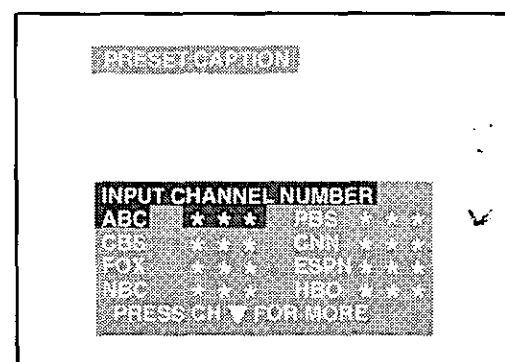 PRESET CAPTION
INPUT CHANNEL NUMBER
ABC ★ ★ ★ PBS ★ ★ ★
CBS ★ ★ ★ CNN ★ ★ ★
FOX ★ ★ ★ ESPN ★ ★ ★
NBC ★ ★ ★ HBO ★ ★ ★
PRESS CH ▼ FOR MORE